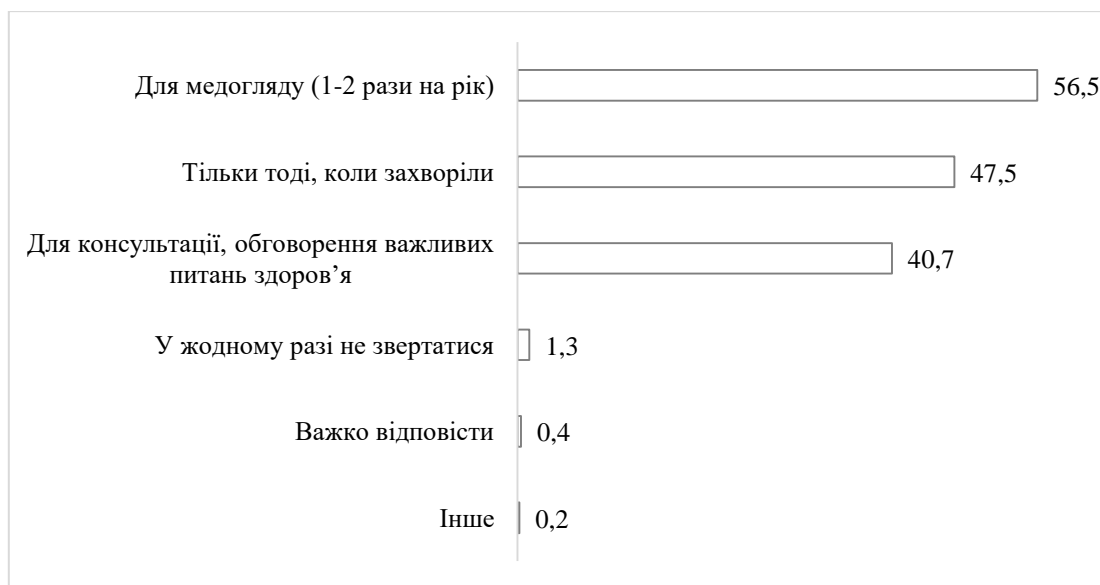 Для медогляду (1-2 рази на рік)
56,5
Тільки тоді, коли захворіли
47,5
Для консультації, обговорення важливих
питань здоров’я
40,7
У жодному разі не звертатися
1,3
Важко відповісти
0,4
Інше
0,2